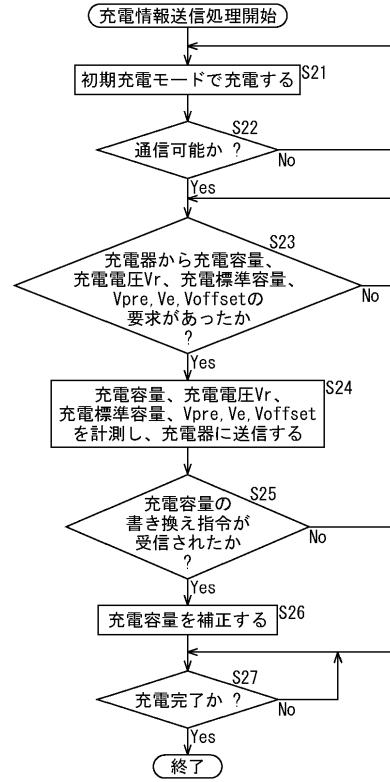 充電情報送信処理開始
初期充電モードで充電する
S21
S22
通信可能か ?
No
Yes
S23
充電器から充電容量、
充電電圧Vr、充電標準容量、
Vpre,Ve,Voffsetの
要求があったか
?
No
Yes
S24
充電容量、充電電圧Vr、
充電標準容量、Vpre,Ve,Voffset
を計測し、充電器に送信する
S25
充電容量の
書き換え指令が
受信されたか
?
No
Yes
S26
充電容量を補正する
S27
充電完了か ?
No
Yes
終了